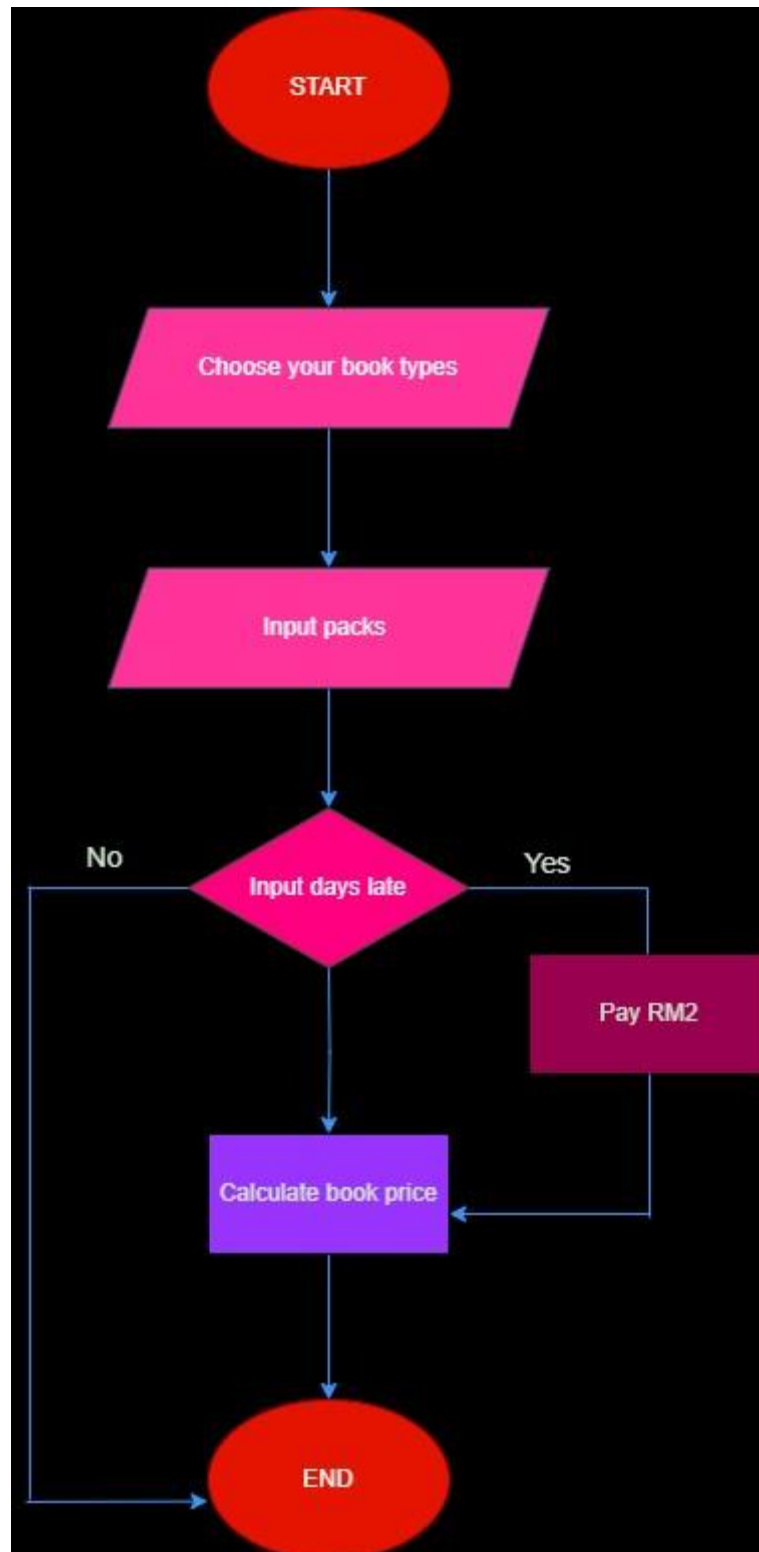 START
Choose your book types
Input packs
No
Input days late
Yes
Pay RM2
Calculate book price
END